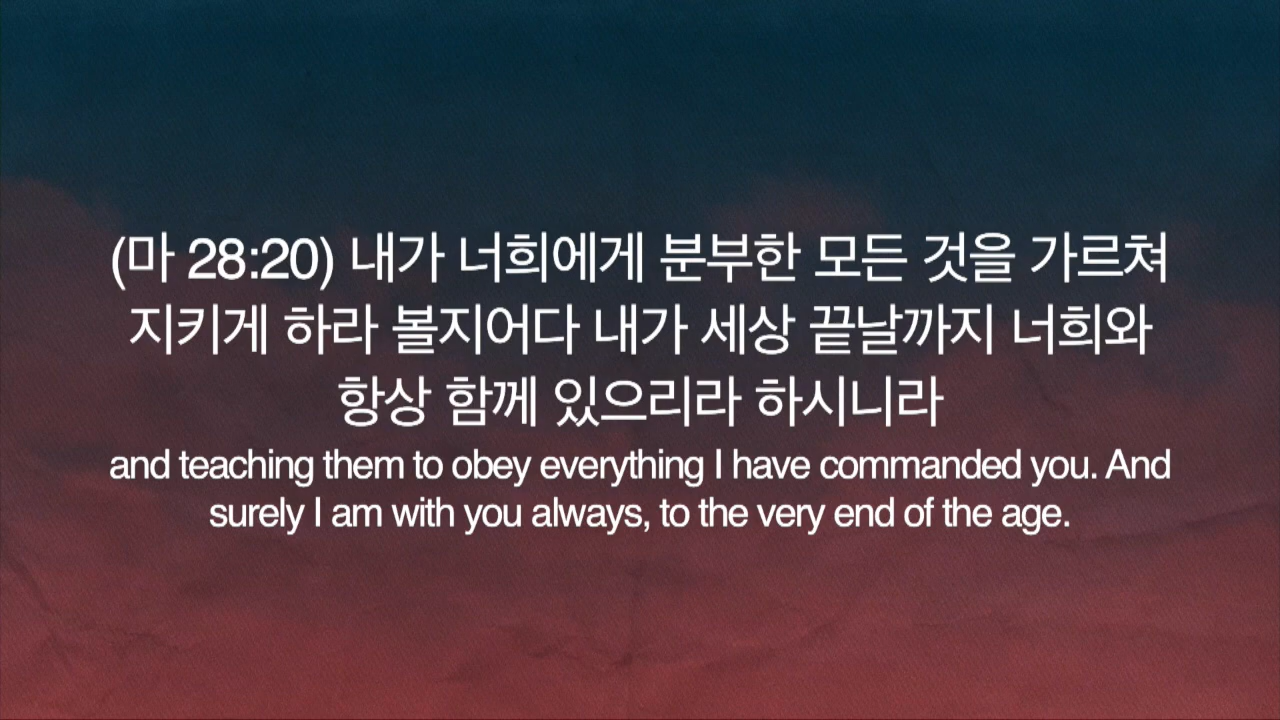 (마 28:20) 내가 너희에게 분부한 모든 것을 가르쳐
지키게 하라 볼지어다 내가 세상 끝날까지 너희와
항상 함께 있으리라 하시니라
and teaching them to obey everything I have commanded you. And
surely I am with you always, to the very end of the age.